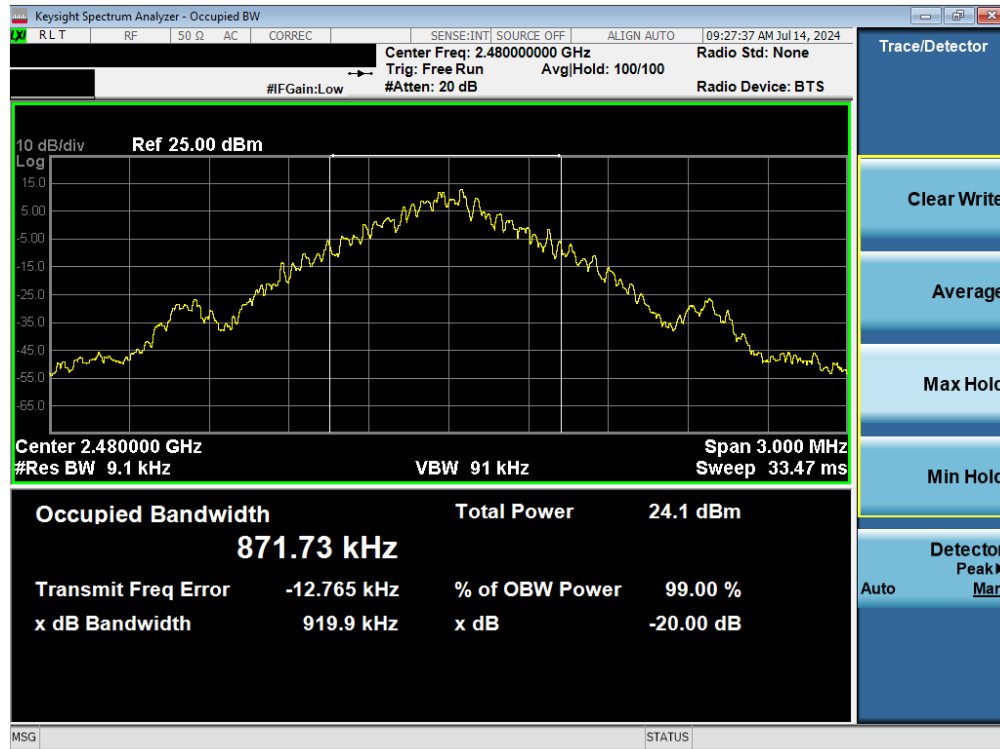 Keysight Spectrum Analyzer - Occupied BW
LXI RLT RF 50 Ω AC CORREC SENSE:INT SOURCE OFF ALIGN AUTO 09:27:37 AM Jul 14, 2024
Center Freq: 2.480000000 GHz Radio Std: None
Trig: Free Run Avg|Hold: 100/100
#IFGain:Low #Atten: 20 dB Radio Device: BTS
10 dB/div Ref 25.00 dBm
Log
15.0
5.00
-5.00
-15.0
-25.0
-35.0
-45.0
-55.0
-65.0
Center 2.480000 GHz Span 3.000 MHz
#Res BW 9.1 kHz VBW 91 kHz Sweep 33.47 ms
Occupied Bandwidth Total Power 24.1 dBm
871.73 kHz
Transmit Freq Error -12.765 kHz % of OBW Power 99.00 %
x dB Bandwidth 919.9 kHz x dB -20.00 dB
MSG STATUS
Trace/Detector
Clear Write
Average
Max Hold
Min Hold
Detector
Peak▶
Auto Man